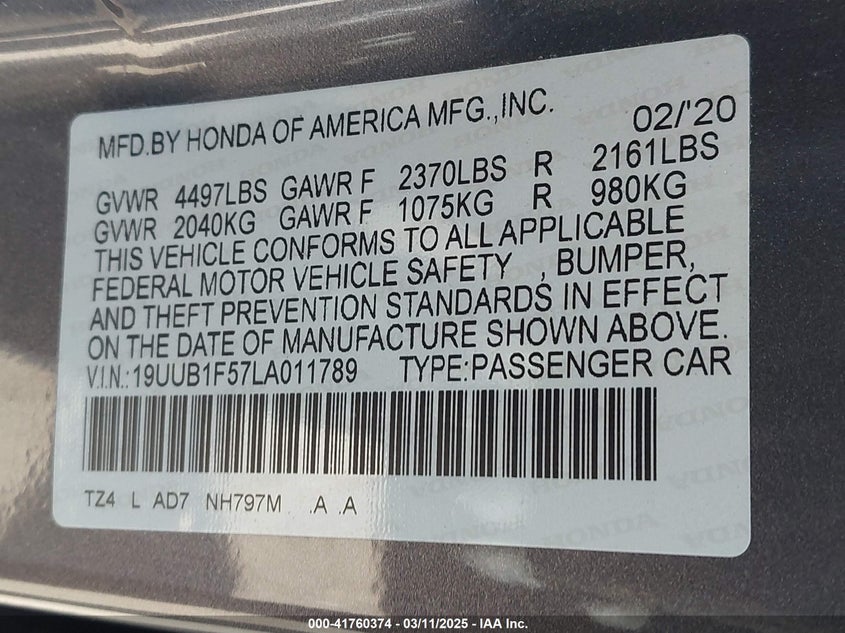 MFD.BY HONDA OF AMERICA MFG.,INC. 02/'20
GVWR 4497LBS GAWR F 2370LBS R 2161LBS
GVWR 2040KG GAWR F 1075KG R 980KG
THIS VEHICLE CONFORMS TO ALL APPLICABLE
FEDERAL MOTOR VEHICLE SAFETY , BUMPER,
AND THEFT PREVENTION STANDARDS IN EFFECT
ON THE DATE OF MANUFACTURE SHOWN ABOVE.
V.I.N.:19UUB1F57LA011789 TYPE:PASSENGER CAR
TZ4 L AD7 NH797M .A .A
000-41760374 - 03/11/2025 - IAA Inc.